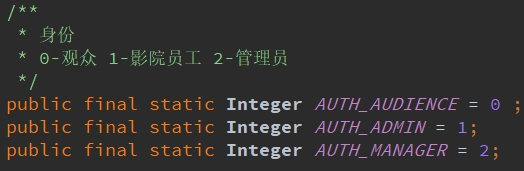 /**
 * 身份
 * 0-观众 1-影院员工 2-管理员
 */
public final static Integer AUTH_AUDIENCE = 0 ;
public final static Integer AUTH_ADMIN = 1;
public final static Integer AUTH_MANAGER = 2;